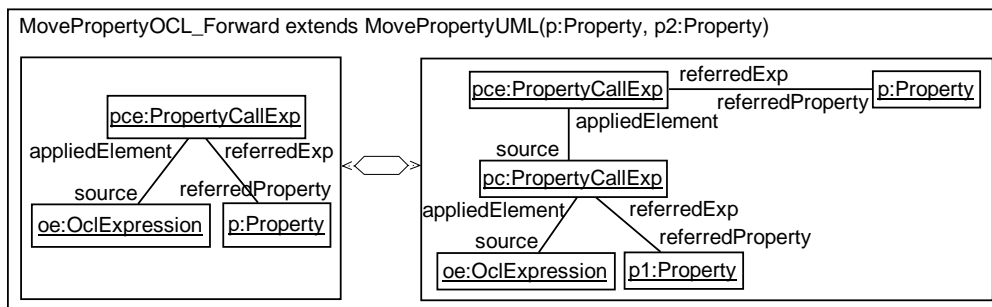 MovePropertyOCL_Forward extends MovePropertyUML(p:Property, p2:Property)
pce:PropertyCallExp
appliedElement referredExp
source referredProperty
oe:OclExpression p:Property
referredExp
pce:PropertyCallExp p:Property
referredProperty
appliedElement
source
pc:PropertyCallExp
appliedElement referredExp
source referredProperty
oe:OclExpression p1:Property